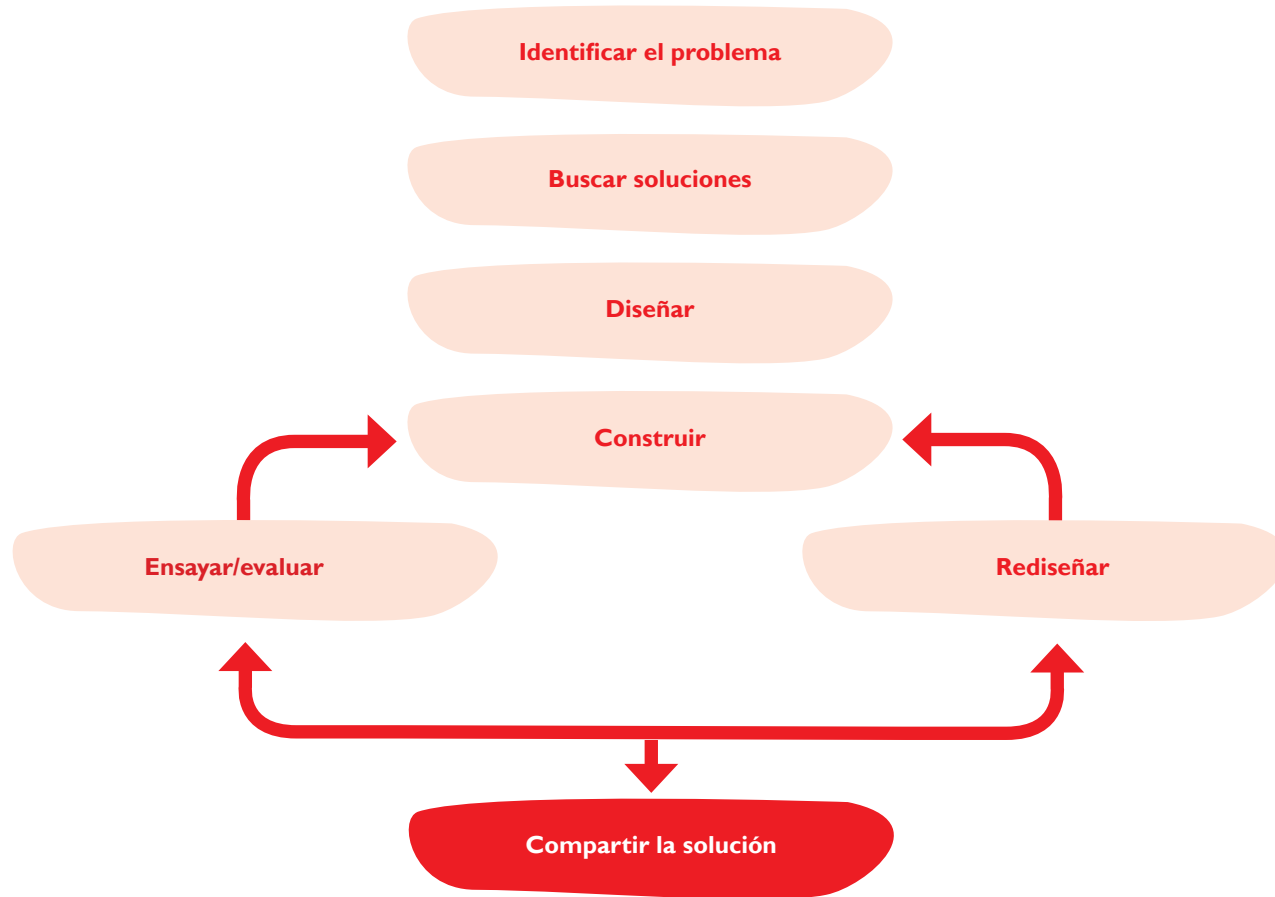 Identificar el problema
Buscar soluciones
Diseñar
Construir
Ensayar/evaluar
Rediseñar
Compartir la solución